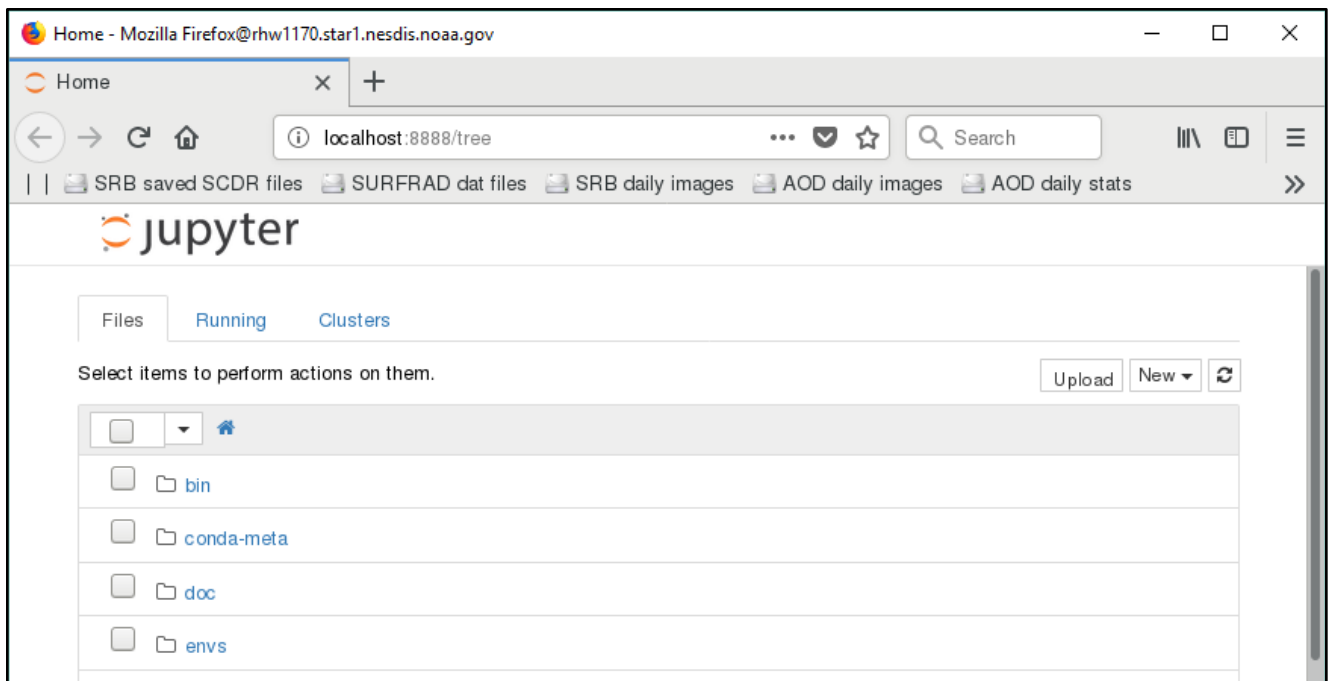 Home - Mozilla Firefox@rhw1170.star1.nesdis.noaa.gov
Home
localhost:8888/tree
Search
SRB saved SCDR files SURFRAD dat files SRB daily images AOD daily images AOD daily stats
jupyter
Files Running Clusters
Select items to perform actions on them.
Upload New
bin
conda-meta
doc
envs